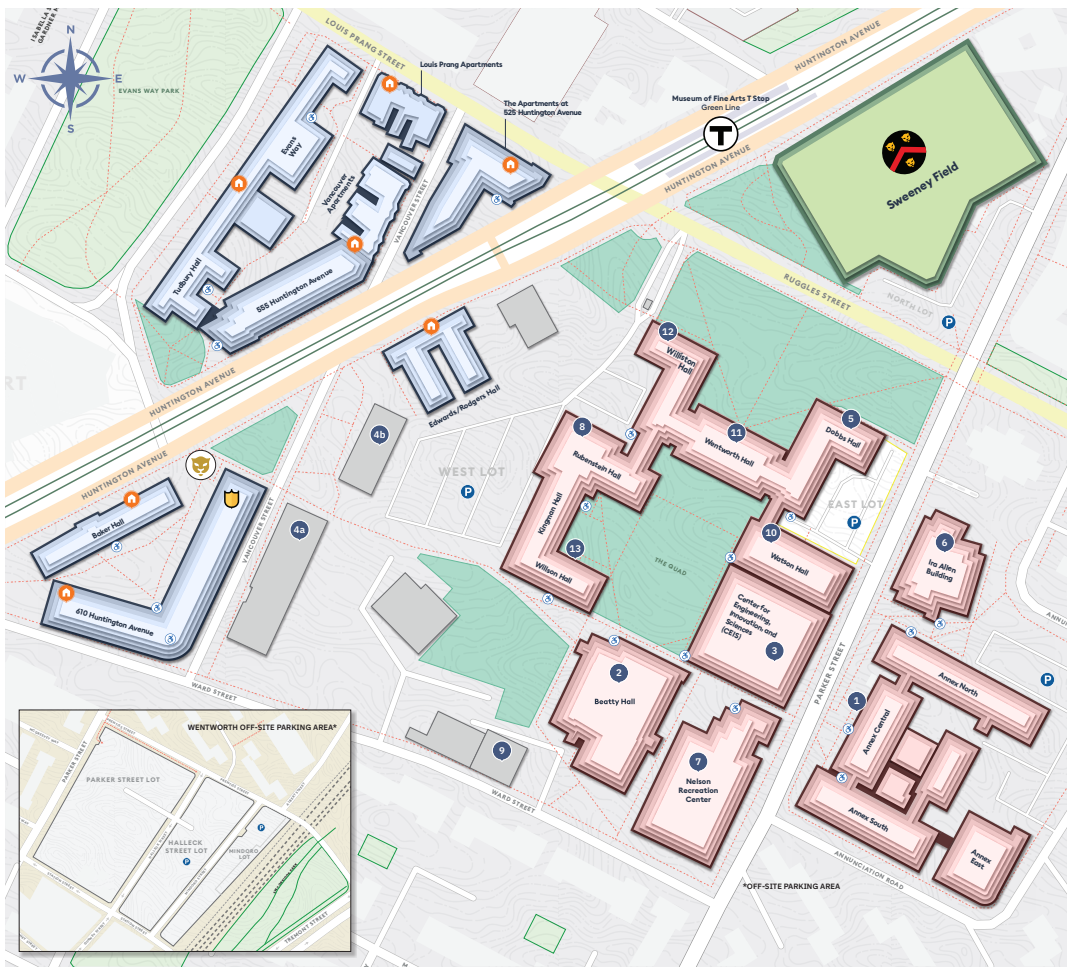 ISABELLA S
GARDNER M
N
W
E
S
EVANS WAY PARK
LOUIS PRANG STREET
Louis Prang Apartments
The Apartments at
525 Huntington Avenue
HUNTINGTON AVENUE
Museum of Fine Arts T Stop
Green Line
T
HUNTINGTON AVENUE
Sweeney Field
Evans
Way
Vancouver
Apartments
VANCOUVER STREET
Tudbury Hall
555 Huntington Avenue
RUGGLES STREET
NORTH LOT
P
HUNTINGTON AVENUE
Edwards/Rodgers Hall
12
Williston
Hall
11
Wentworth Hall
5
Dobbs Hall
8
Rubenstein Hall
4b
WEST LOT
P
EAST LOT
P
HUNTINGTON AVENUE
Baker Hall
VANCOUVER STREET
4a
Kingman Hall
13
Willson Hall
THE QUAD
10
Watson Hall
6
Ira Allen
Building
610 Huntington Avenue
Center for
Engineering,
Innovation, and
Sciences
(CEIS)
3
PARKER STREET
ANNU
WARD STREET
2
Beatty Hall
1
Annex North
P
Annex Central
9
7
Nelson
Recreation
Center
WARD STREET
Annex South
Annex
East
ANNUNCIATION ROAD
*OFF-SITE PARKING AREA
WENTWORTH OFF-SITE PARKING AREA*
PARKER STREET
PARKER STREET LOT
HALLECK
STREET LOT
P
P
MINDORO
LOT
TREMONT STREET